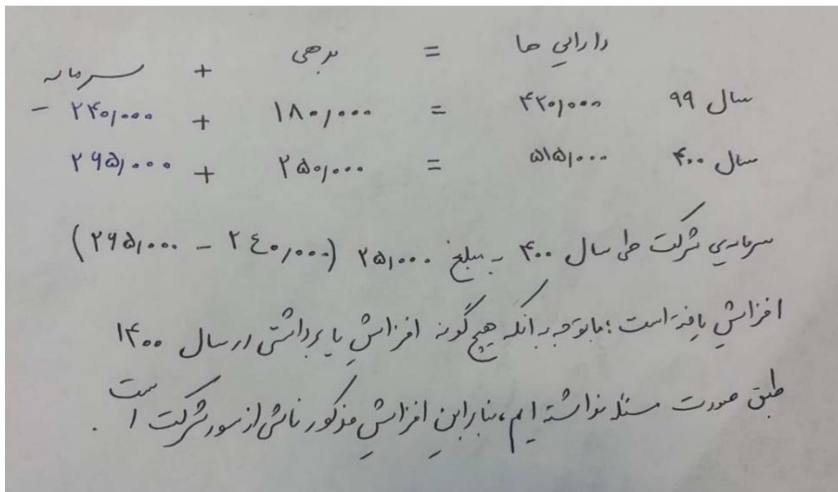 دارایی ها = بدهی + سرمایه
سال ۹۹ ۴۲۰,۰۰۰ = ۱۸۰,۰۰۰ + ۲۴۰,۰۰۰ -
سال ۴۰۰ ۵۱۵,۰۰۰ = ۲۵۰,۰۰۰ + ۲۶۵,۰۰۰
سرمایه‌ی شرکت طی سال ۴۰۰ به مبلغ ۲۵,۰۰۰ (۲۶۵,۰۰۰ - ۲۴۰,۰۰۰)
افزایش یافته است؛ با توجه به آنکه هیچ گونه افزایش یا برداشتی در سال ۱۴۰۰
طبق صورت مسئله نداشته ایم، بنابراین افزایش مذکور ناشی از سود شرکت است.